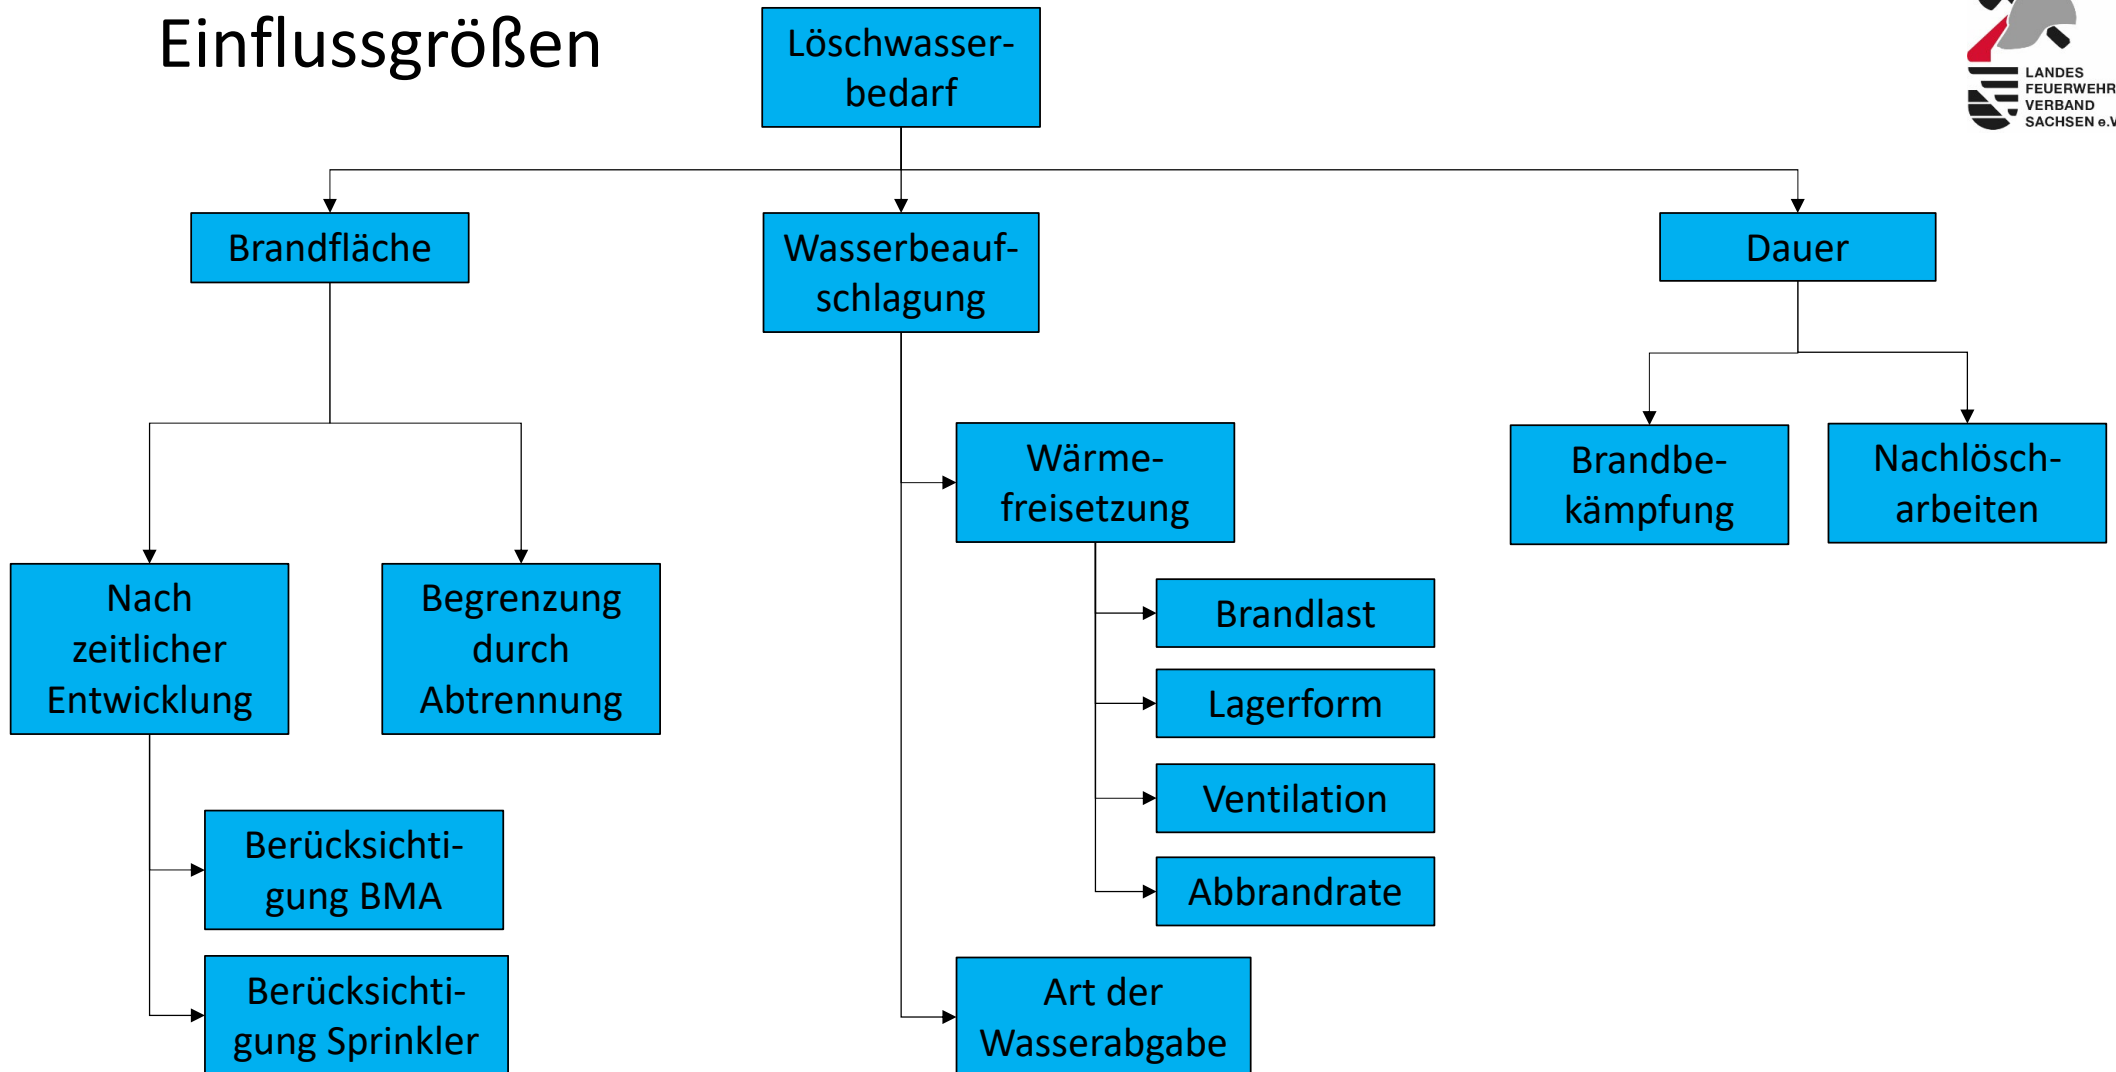 Einflussgrößen
Löschwasser-
bedarf
LANDES
FEUERWEHR
VERBAND
SACHSEN e.V
Brandfläche
Wasserbeauf-
schlagung
Dauer
Nach
zeitlicher
Entwicklung
Begrenzung
durch
Abtrennung
Berücksichti-
gung BMA
Berücksichti-
gung Sprinkler
Wärme-
freisetzung
Brandlast
Lagerform
Ventilation
Abbrandrate
Art der
Wasserabgabe
Brandbe-
kämpfung
Nachlösch-
arbeiten